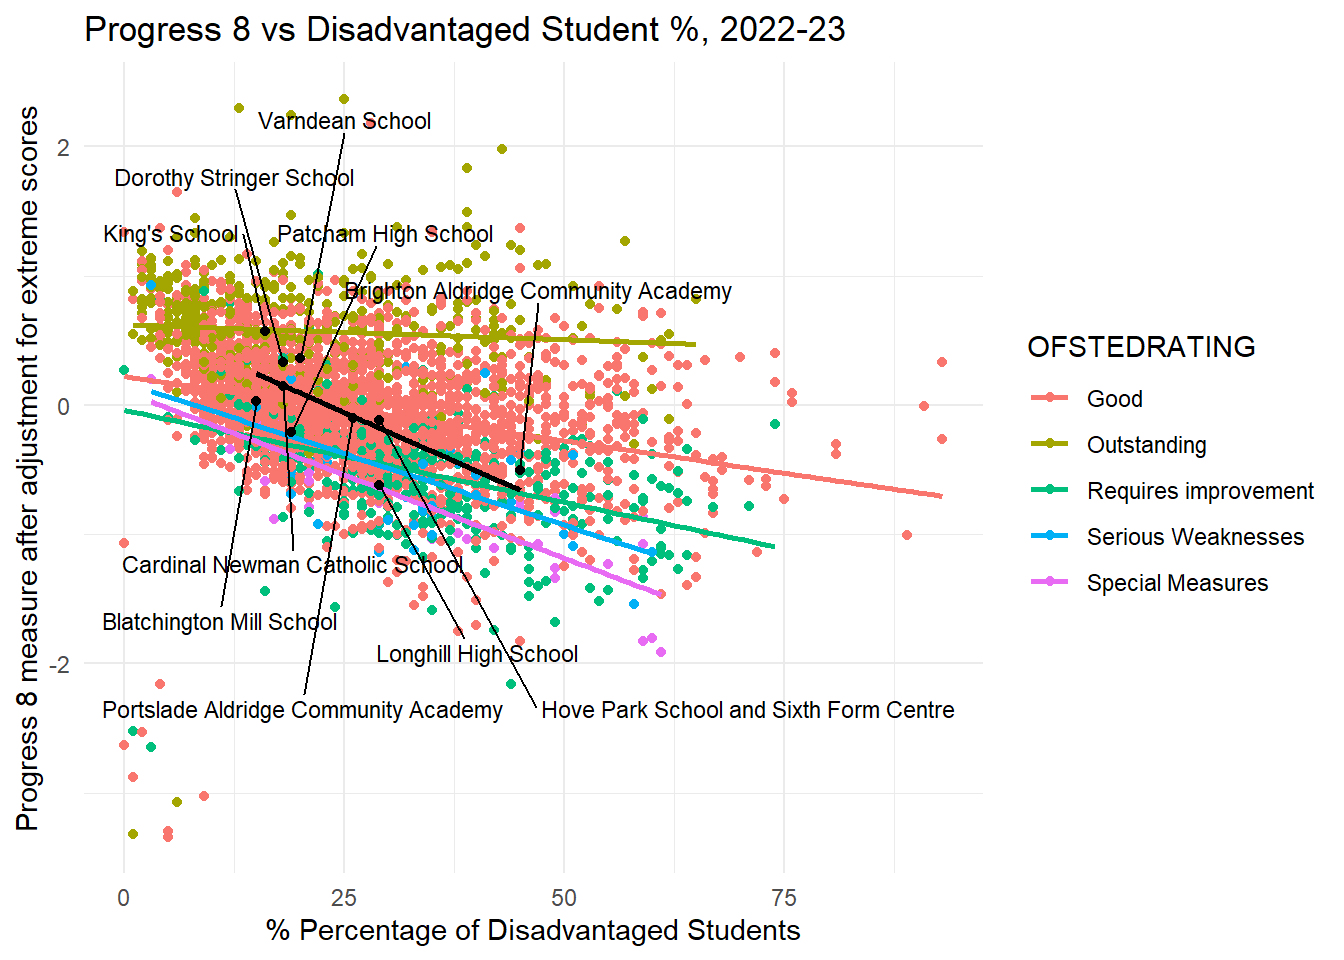 Progress 8 vs Disadvantaged Student %, 2022-23
Progress 8 measure after adjustment for extreme scores
2
0
-2
Varndean School
Dorothy Stringer School
King's School
Patcham High School
Brighton Aldridge Community Academy
Cardinal Newman Catholic School
Blatchington Mill School
Longhill High School
Portslade Aldridge Community Academy
Hove Park School and Sixth Form Centre
0
25
50
75
% Percentage of Disadvantaged Students
OFSTEDRATING
Good
Outstanding
Requires improvement
Serious Weaknesses
Special Measures